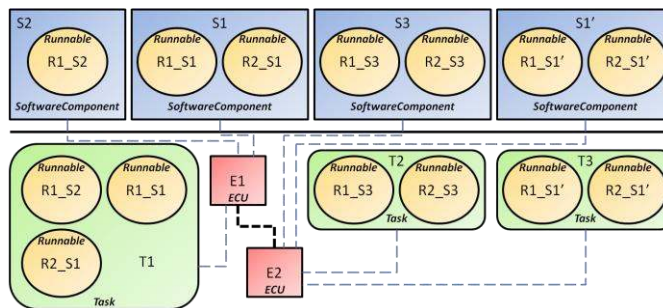 S2
Runnable
R1_S2
SoftwareComponent
S1
Runnable
R1_S1
Runnable
R2_S1
SoftwareComponent
S3
Runnable
R1_S3
Runnable
R2_S3
SoftwareComponent
S1'
Runnable
R1_S1'
Runnable
R2_S1'
SoftwareComponent
Runnable
R1_S2
Runnable
R1_S1
Runnable
R2_S1
T1
Task
E1
ECU
E2
ECU
T2
Runnable
R1_S3
Runnable
R2_S3
Task
T3
Runnable
R1_S1'
Runnable
R2_S1'
Task